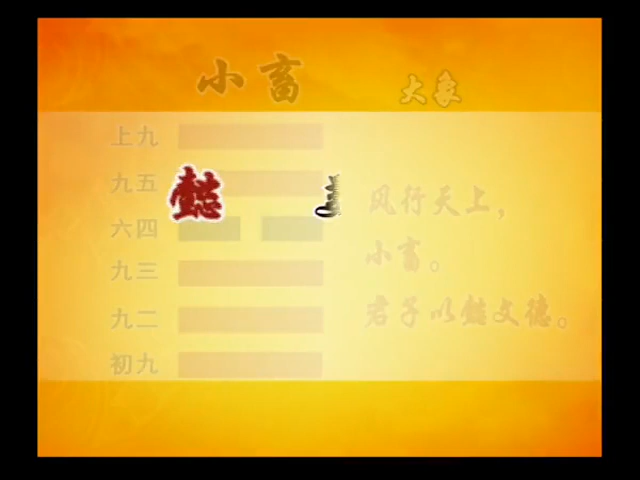 小畜
大象
上九
九五
六四
九三
九二
初九
懿
风行天上，
小畜。
君子以懿文德。